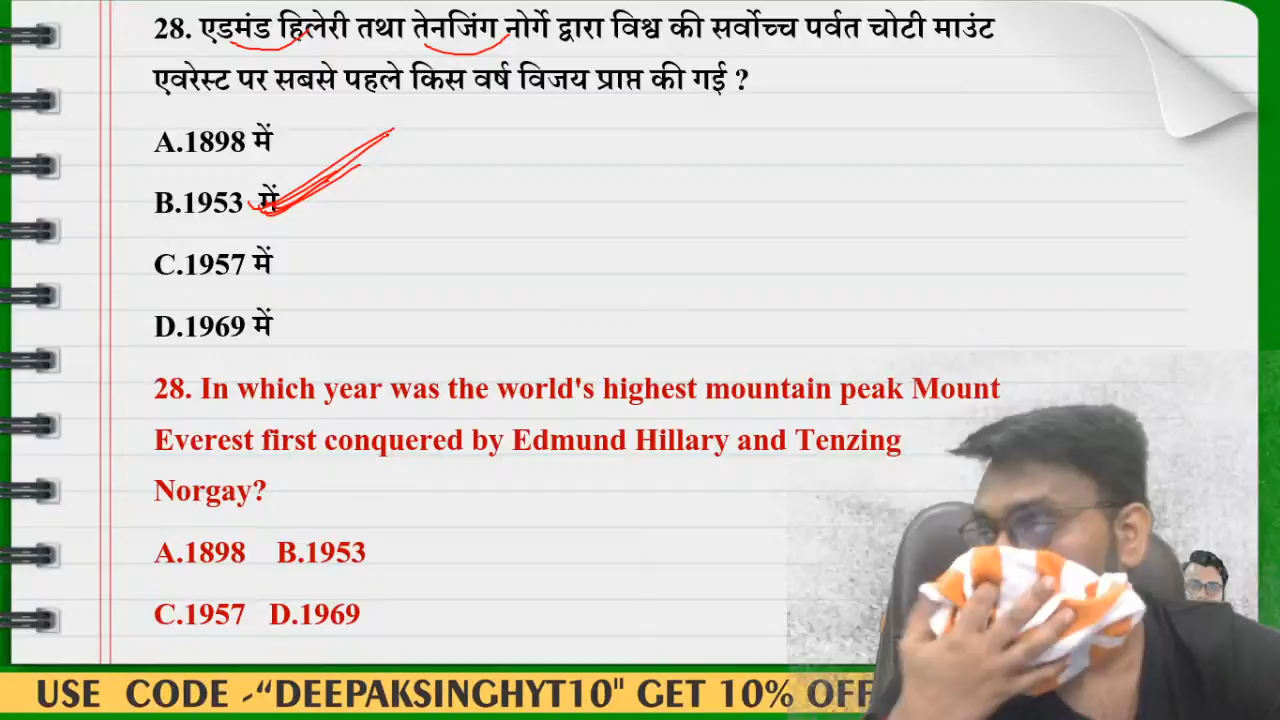 28. एडमंड हिलेरी तथा तेनजिंग नोर्गे द्वारा विश्व की सर्वोच्च पर्वत चोटी माउंट
एवरेस्ट पर सबसे पहले किस वर्ष विजय प्राप्त की गई ?
A.1898 में
B.1953 में
C.1957 में
D.1969 में
28. In which year was the world's highest mountain peak Mount
Everest first conquered by Edmund Hillary and Tenzing
Norgay?
A.1898 B.1953
C.1957 D.1969
USE CODE -“DEEPAKSINGHYT10" GET 10% OFF